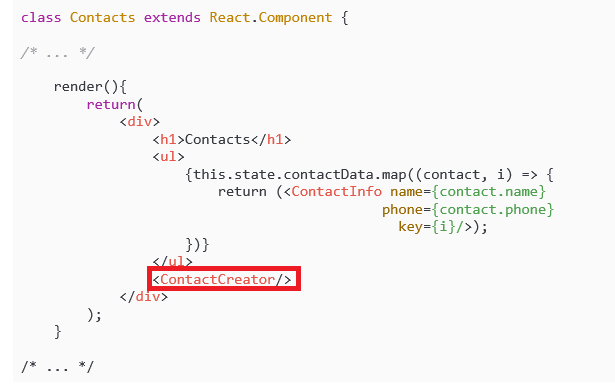 class Contacts extends React.Component {
/* ... */
render(){
return(
<div>
<h1>Contacts</h1>
<ul>
{this.state.contactData.map((contact, i) => {
return (<ContactInfo name={contact.name}
phone={contact.phone}
key={i}/>);
})}
</ul>
<ContactCreator/>
</div>
);
}
/* ... */